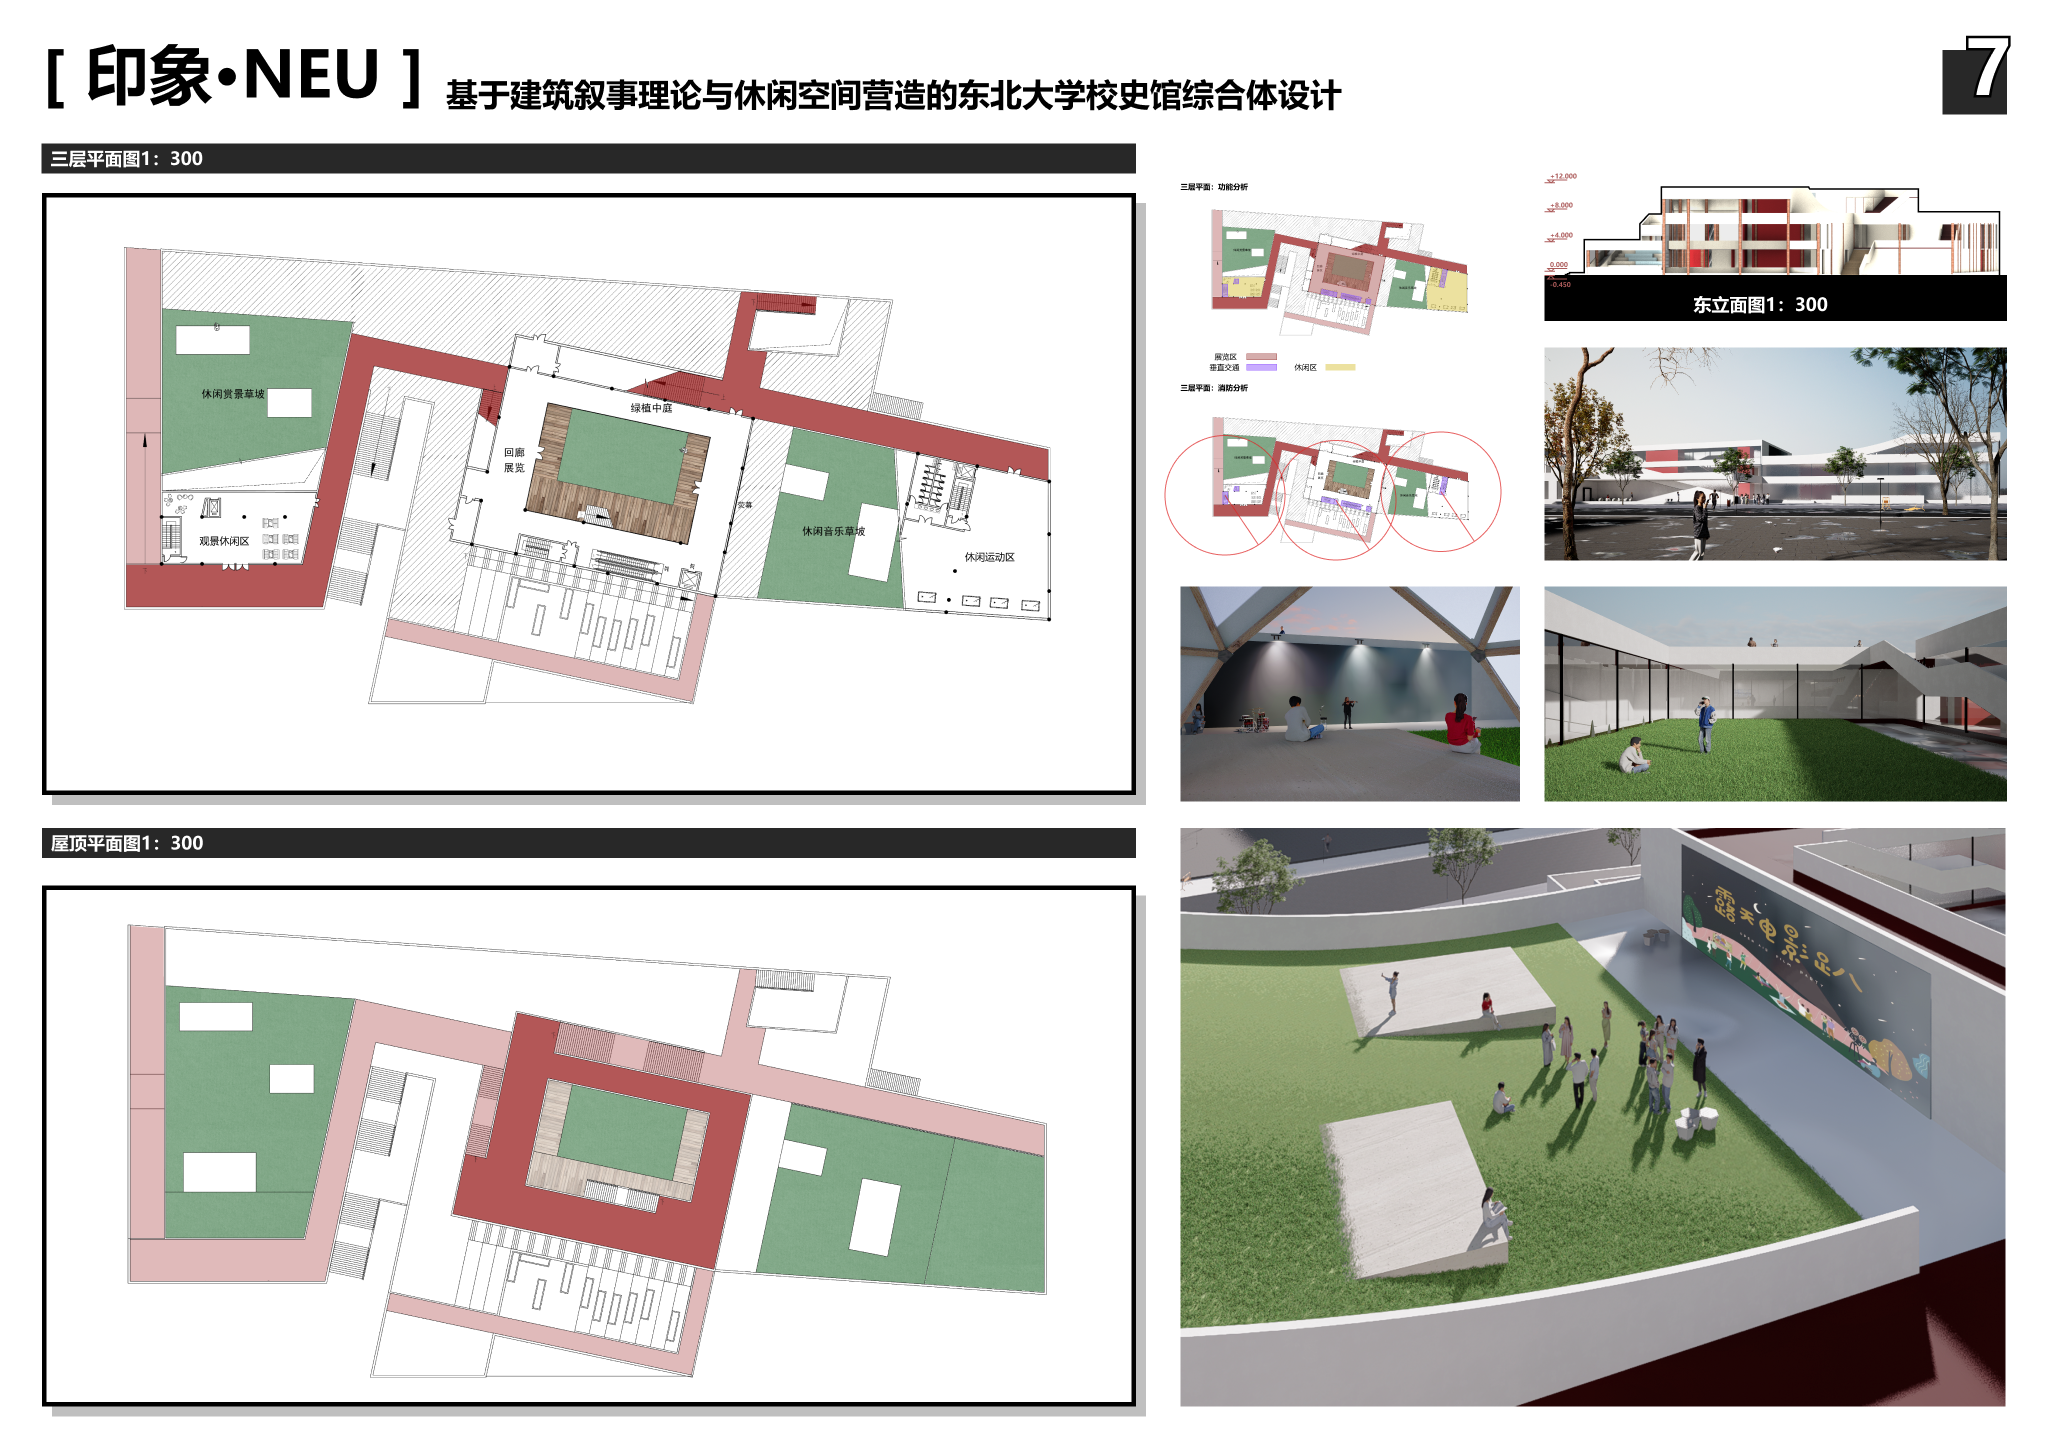 [ 印象·NEU ]
基于建筑叙事理论与休闲空间营造的东北大学校史馆综合体设计
7
三层平面图1：300
休闲赏景草坡
观景休闲区
回廊
展览
绿植中庭
荧幕
休闲音乐草坡
休闲运动区
三层平面：功能分析
展览区
垂直交通
休闲区
三层平面：消防分析
+12.000
+8.000
+4.000
0.000
-0.450
东立面图1：300
屋顶平面图1：300
露天电影